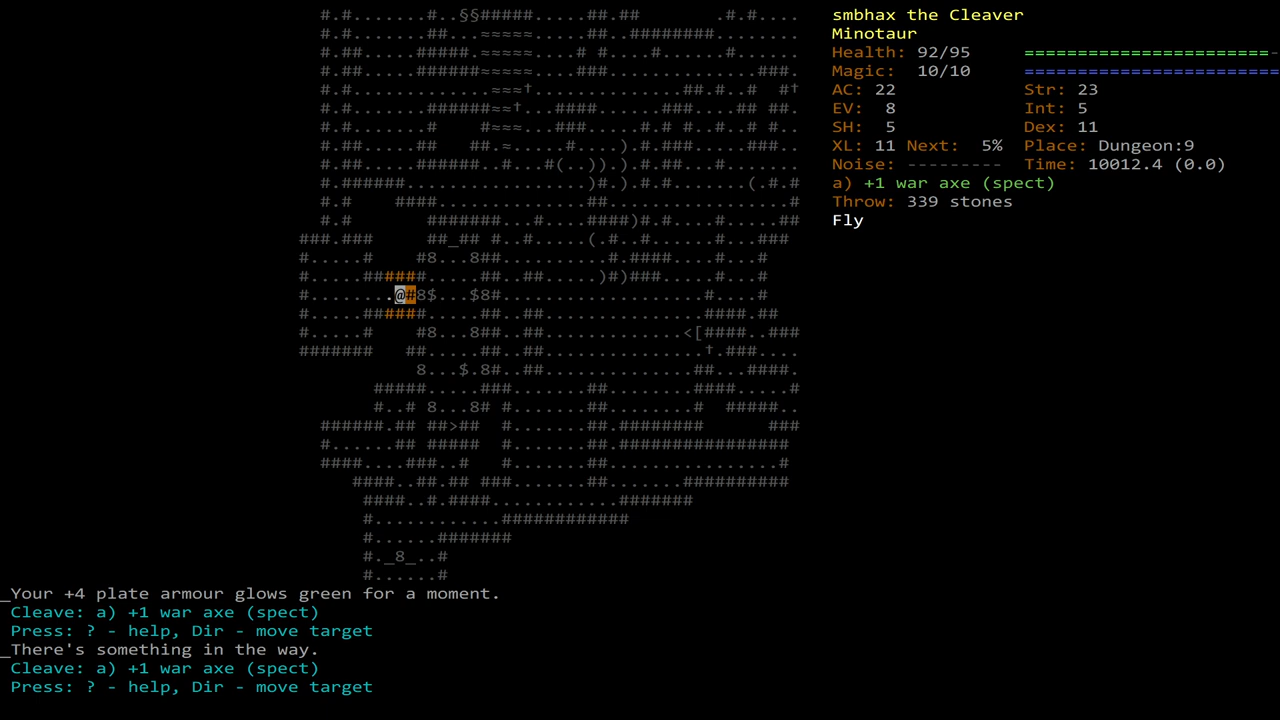 smbhax the Cleaver
Minotaur
Health: 92/95
Magic: 10/10
AC: 22 Str: 23
EV: 8 Int: 5
SH: 5 Dex: 11
XL: 11 Next: 5% Place: Dungeon:9
Noise: --------- Time: 10012.4 (0.0)
a) +1 war axe (spect)
Throw: 339 stones
Fly
_Your +4 plate armour glows green for a moment.
Cleave: a) +1 war axe (spect)
Press: ? - help, Dir - move target
_There's something in the way.
Cleave: a) +1 war axe (spect)
Press: ? - help, Dir - move target